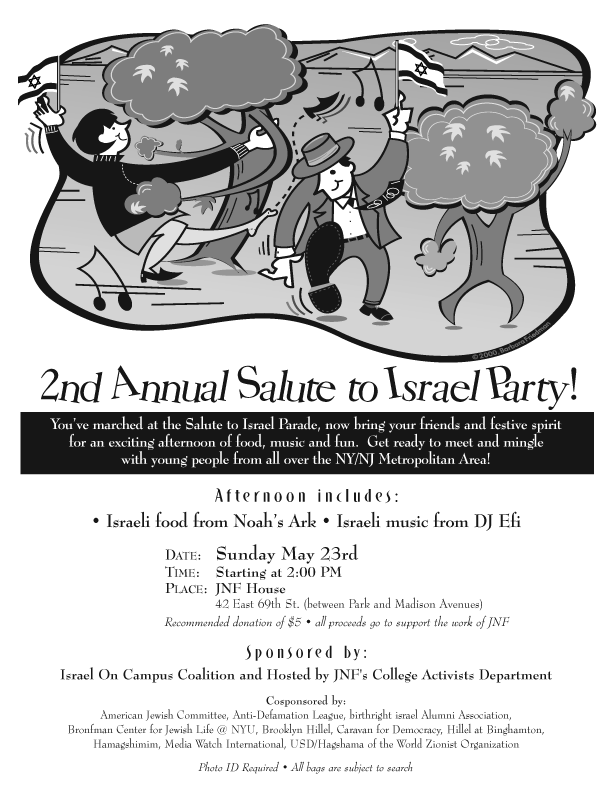 ©2000 Barbara Friedman
2nd Annual Salute to Israel Party!
You've marched at the Salute to Israel Parade, now bring your friends and festive spirit
for an exciting afternoon of food, music and fun. Get ready to meet and mingle
with young people from all over the NY/NJ Metropolitan Area!
Afternoon includes:
• Israeli food from Noah's Ark • Israeli music from DJ Efi
Date: Sunday May 23rd
Time: Starting at 2:00 PM
Place: JNF House
42 East 69th St. (between Park and Madison Avenues)
Recommended donation of $5 • all proceeds go to support the work of JNF
Sponsored by:
Israel On Campus Coalition and Hosted by JNF's College Activists Department
Cosponsored by:
American Jewish Committee, Anti-Defamation League, birthright israel Alumni Association,
Bronfman Center for Jewish Life @ NYU, Brooklyn Hillel, Caravan for Democracy, Hillel at Binghamton,
Hamagshimim, Media Watch International, USD/Hagshama of the World Zionist Organization
Photo ID Required • All bags are subject to search